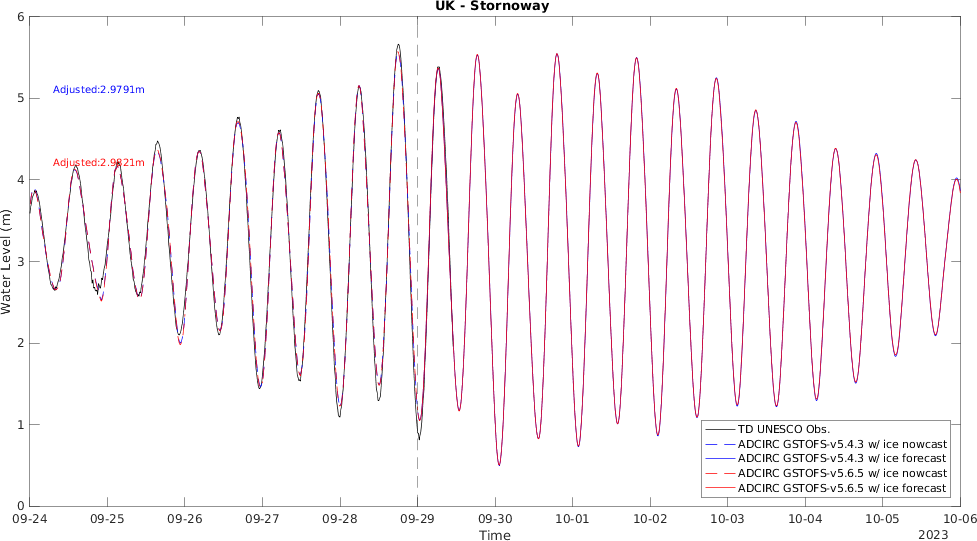 UK - Stornoway
6
5
4
3
2
1
0
Water Level (m)
Adjusted:2.9791m
Adjusted:2.9821m
TD UNESCO Obs.
ADCIRC GSTOFS-v5.4.3 w/ ice nowcast
ADCIRC GSTOFS-v5.4.3 w/ ice forecast
ADCIRC GSTOFS-v5.6.5 w/ ice nowcast
ADCIRC GSTOFS-v5.6.5 w/ ice forecast
09-24 09-25 09-26 09-27 09-28 09-29 09-30 10-01 10-02 10-03 10-04 10-05 10-06
Time
2023